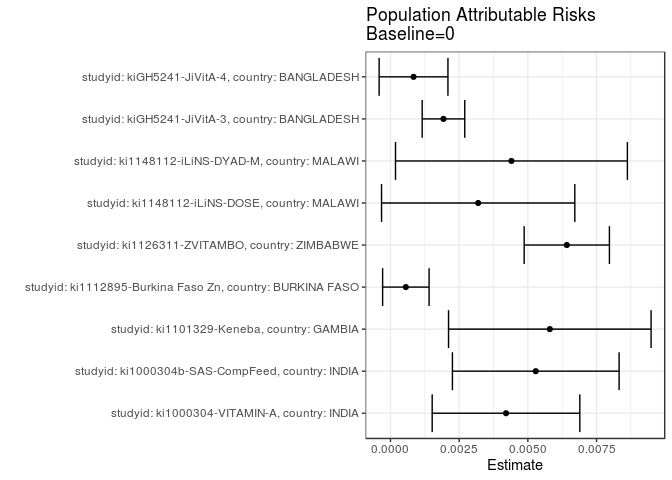 Population Attributable Risks
Baseline=0
studyid: kiGH5241-JiVitA-4, country: BANGLADESH
studyid: kiGH5241-JiVitA-3, country: BANGLADESH
studyid: ki1148112-iLiNS-DYAD-M, country: MALAWI
studyid: ki1148112-iLiNS-DOSE, country: MALAWI
studyid: ki1126311-ZVITAMBO, country: ZIMBABWE
studyid: ki1112895-Burkina Faso Zn, country: BURKINA FASO
studyid: ki1101329-Keneba, country: GAMBIA
studyid: ki1000304b-SAS-CompFeed, country: INDIA
studyid: ki1000304-VITAMIN-A, country: INDIA
0.0000 0.0025 0.0050 0.0075
Estimate